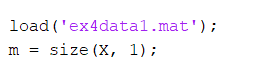 load('ex4data1.mat');
m = size(X, 1);